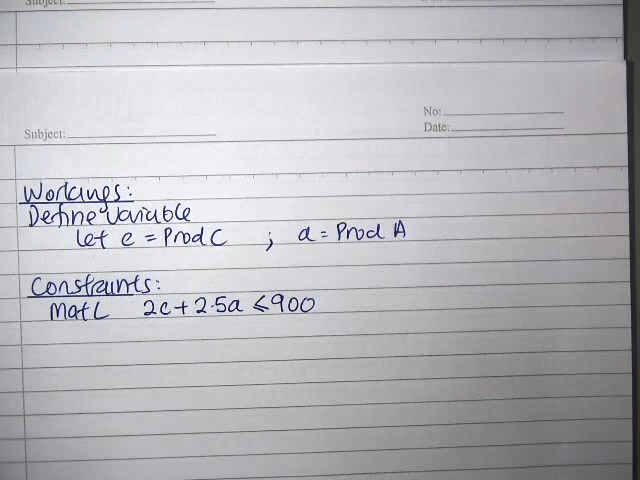 No:
Subject:
Date:
Workings:
Define variable
let c = Prod C ; a = Prod A
Constraints:
Mat L 2c + 2.5a ≤ 900